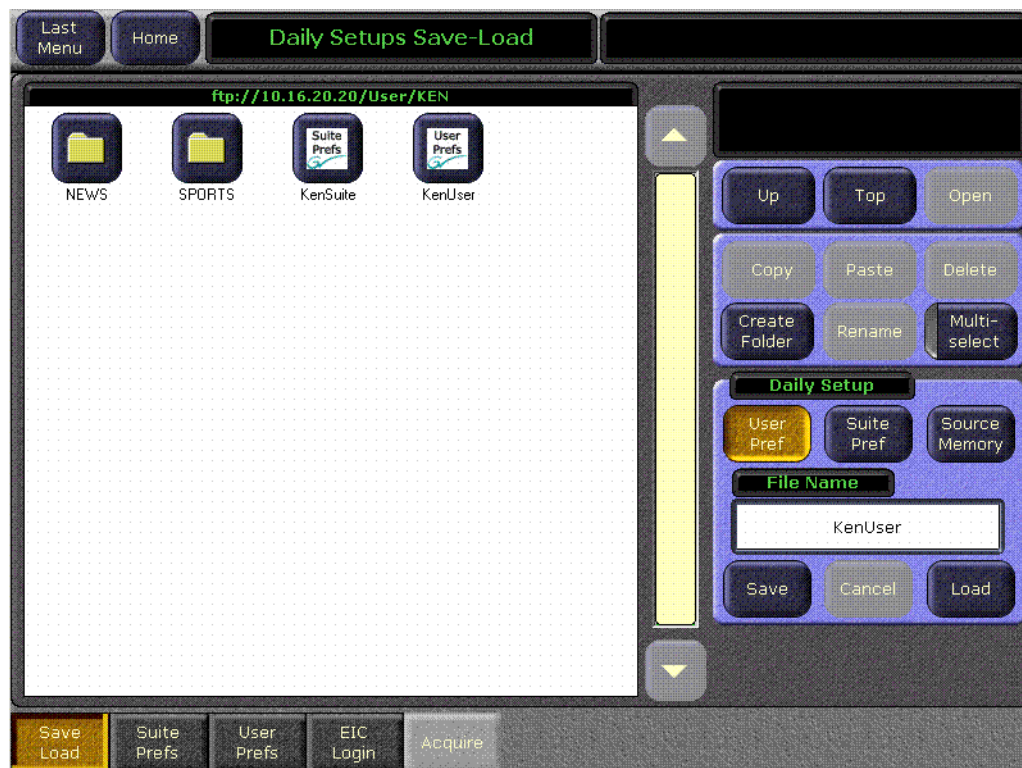 Last
Menu
Home
Daily Setups Save-Load
ftp://10.16.20.20/User/KEN
Suite
Prefs
User
Prefs
NEWS
SPORTS
KenSuite
KenUser
Up
Top
Open
Copy
Paste
Delete
Create
Folder
Rename
Multi-
select
Daily Setup
User
Pref
Suite
Pref
Source
Memory
File Name
KenUser
Save
Cancel
Load
Save
Load
Suite
Prefs
User
Prefs
EIC
Login
Acquire